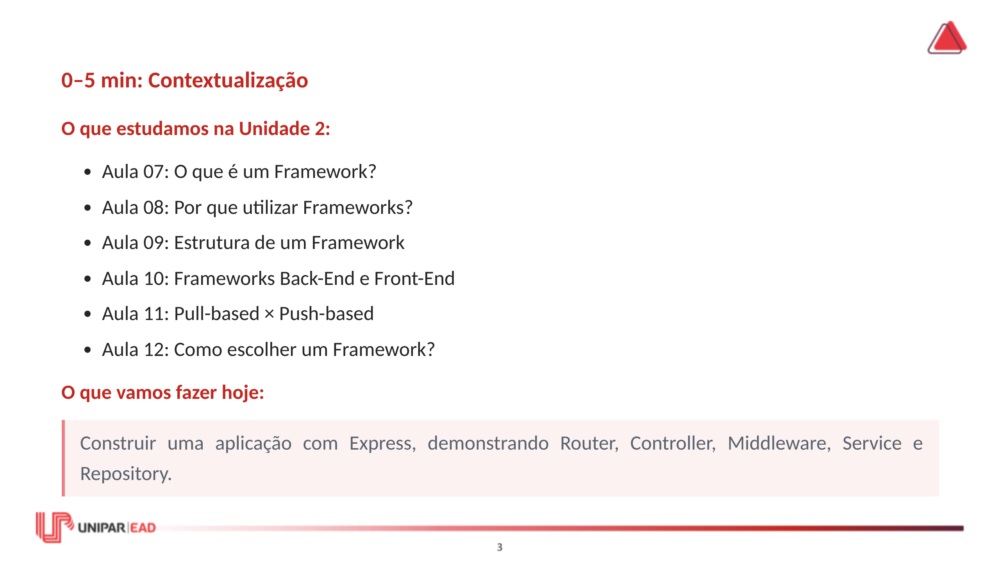 0–5 min: Contextualização
O que estudamos na Unidade 2:
• Aula 07: O que é um Framework?
• Aula 08: Por que utilizar Frameworks?
• Aula 09: Estrutura de um Framework
• Aula 10: Frameworks Back-End e Front-End
• Aula 11: Pull-based × Push-based
• Aula 12: Como escolher um Framework?
O que vamos fazer hoje:
Construir uma aplicação com Express, demonstrando Router, Controller, Middleware, Service e
Repository.
UNIPAR|EAD
3